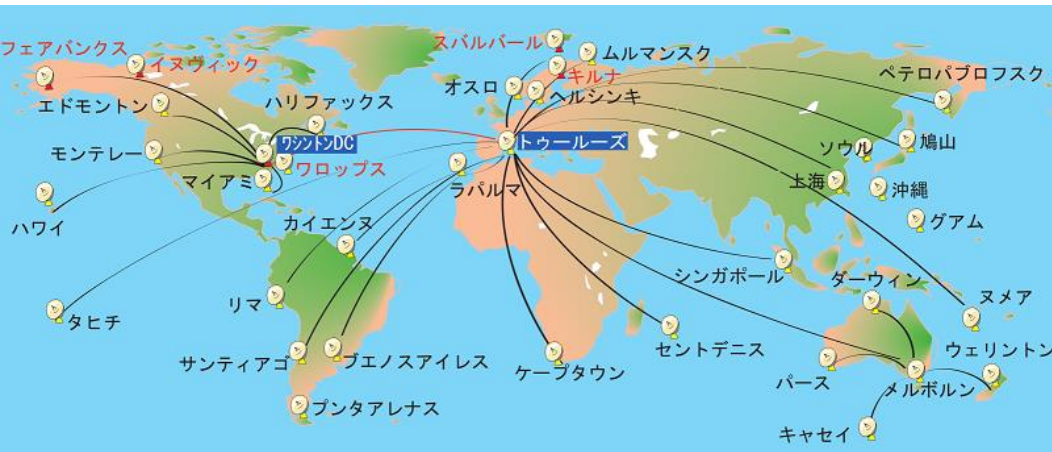 フェアバンクス
イヌヴィック
スバルバール
ムルマンスク
キルナ
ペテロパブロフスク
オスロ
ヘルシンキ
エドモントン
ハリファックス
ワシントンDC
トゥールーズ
モンテレー
ワロップス
マイアミ
ラパルマ
ソウル
鳩山
上海
沖縄
ハワイ
カイエンヌ
グアム
シンガポール
ダーウィン
タヒチ
リマ
ヌメア
サンティアゴ
ブエノスアイレス
ケープタウン
セントデニス
ウェリントン
パース
メルボルン
プンタアレナス
キャセイ